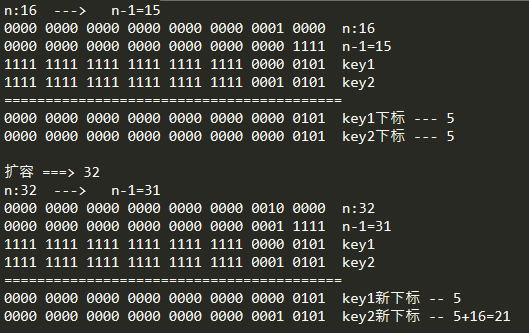 n:16  --->   n-1=15
0000 0000 0000 0000 0000 0000 0001 0000  n:16
0000 0000 0000 0000 0000 0000 0000 1111  n-1=15
1111 1111 1111 1111 1111 1111 0000 0101  key1
1111 1111 1111 1111 1111 1111 0001 0101  key2
==========================================
0000 0000 0000 0000 0000 0000 0000 0101  key1下标 --- 5
0000 0000 0000 0000 0000 0000 0000 0101  key2下标 --- 5
扩容 ===> 32
n:32  --->   n-1=31
0000 0000 0000 0000 0000 0000 0010 0000  n:32
0000 0000 0000 0000 0000 0000 0001 1111  n-1=31
1111 1111 1111 1111 1111 1111 0000 0101  key1
1111 1111 1111 1111 1111 1111 0001 0101  key2
==========================================
0000 0000 0000 0000 0000 0000 0000 0101  key1新下标 -- 5
0000 0000 0000 0000 0000 0000 0001 0101  key2新下标 -- 5+16=21